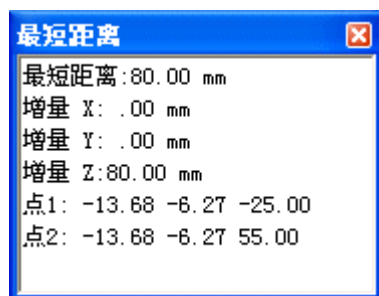 最短距离
最短距离:80.00 mm
增量 X: .00 mm
增量 Y: .00 mm
增量 Z:80.00 mm
点1: -13.68 -6.27 -25.00
点2: -13.68 -6.27 55.00